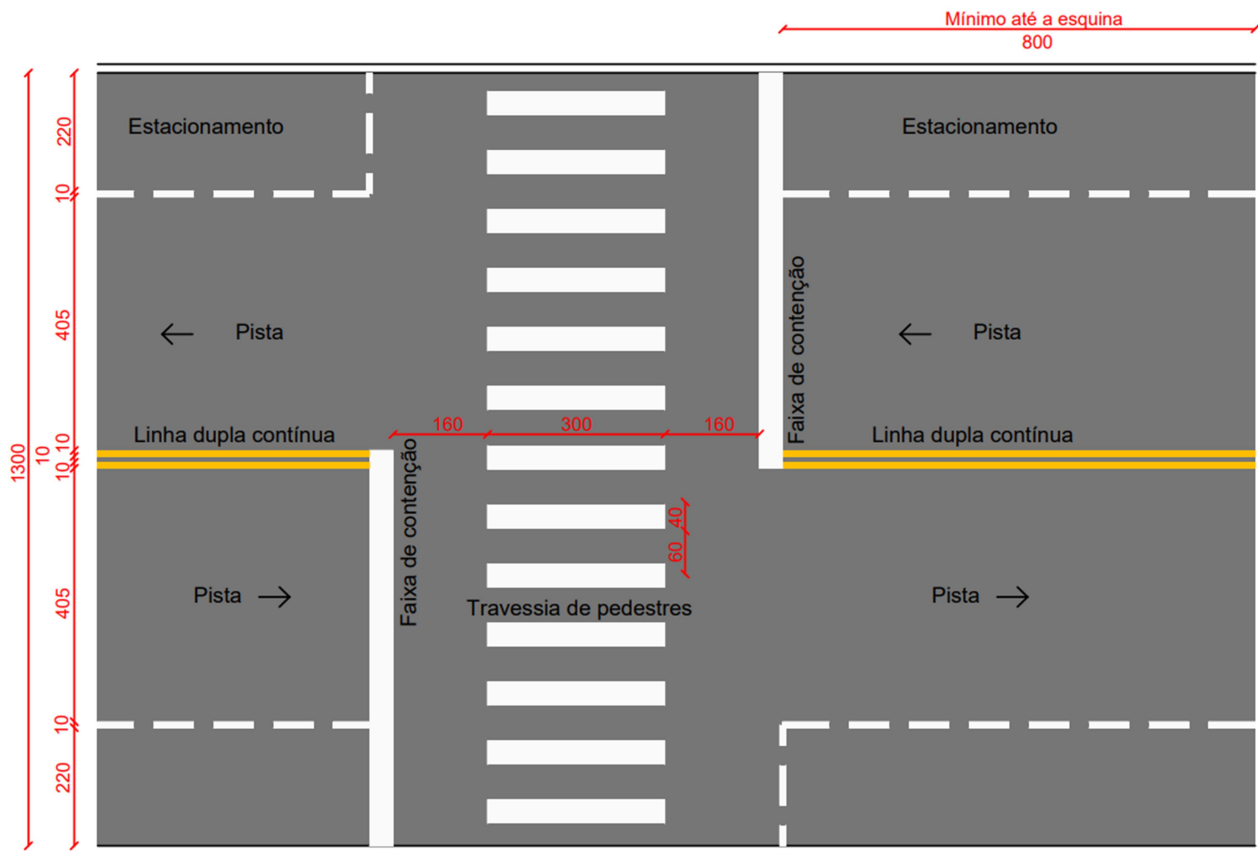 Mínimo até a esquina
800
220
10
405
10
10
10
405
10
220
1300
Estacionamento
Estacionamento
Pista
Pista
Faixa de contenção
160
300
160
Linha dupla contínua
Linha dupla contínua
Faixa de contenção
40
60
Pista
Travessia de pedestres
Pista